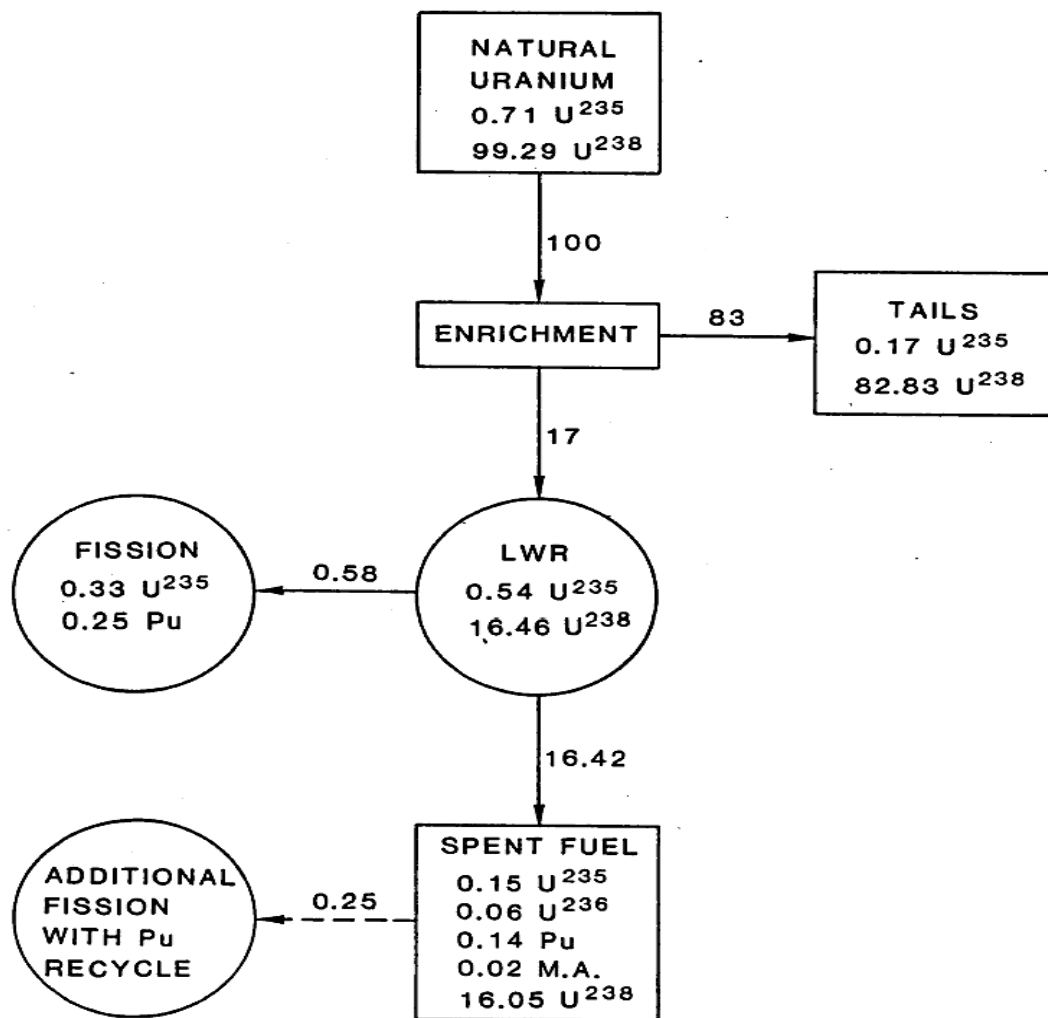 NATURAL
URANIUM
0.71 U²³⁵
99.29 U²³⁸
100
ENRICHMENT
83
TAILS
0.17 U²³⁵
82.83 U²³⁸
17
FISSION
0.33 U²³⁵
0.25 Pu
0.58
LWR
0.54 U²³⁵
16.46 U²³⁸
16.42
ADDITIONAL
FISSION
WITH Pu
RECYCLE
0.25
SPENT FUEL
0.15 U²³⁵
0.06 U²³⁶
0.14 Pu
0.02 M.A.
16.05 U²³⁸